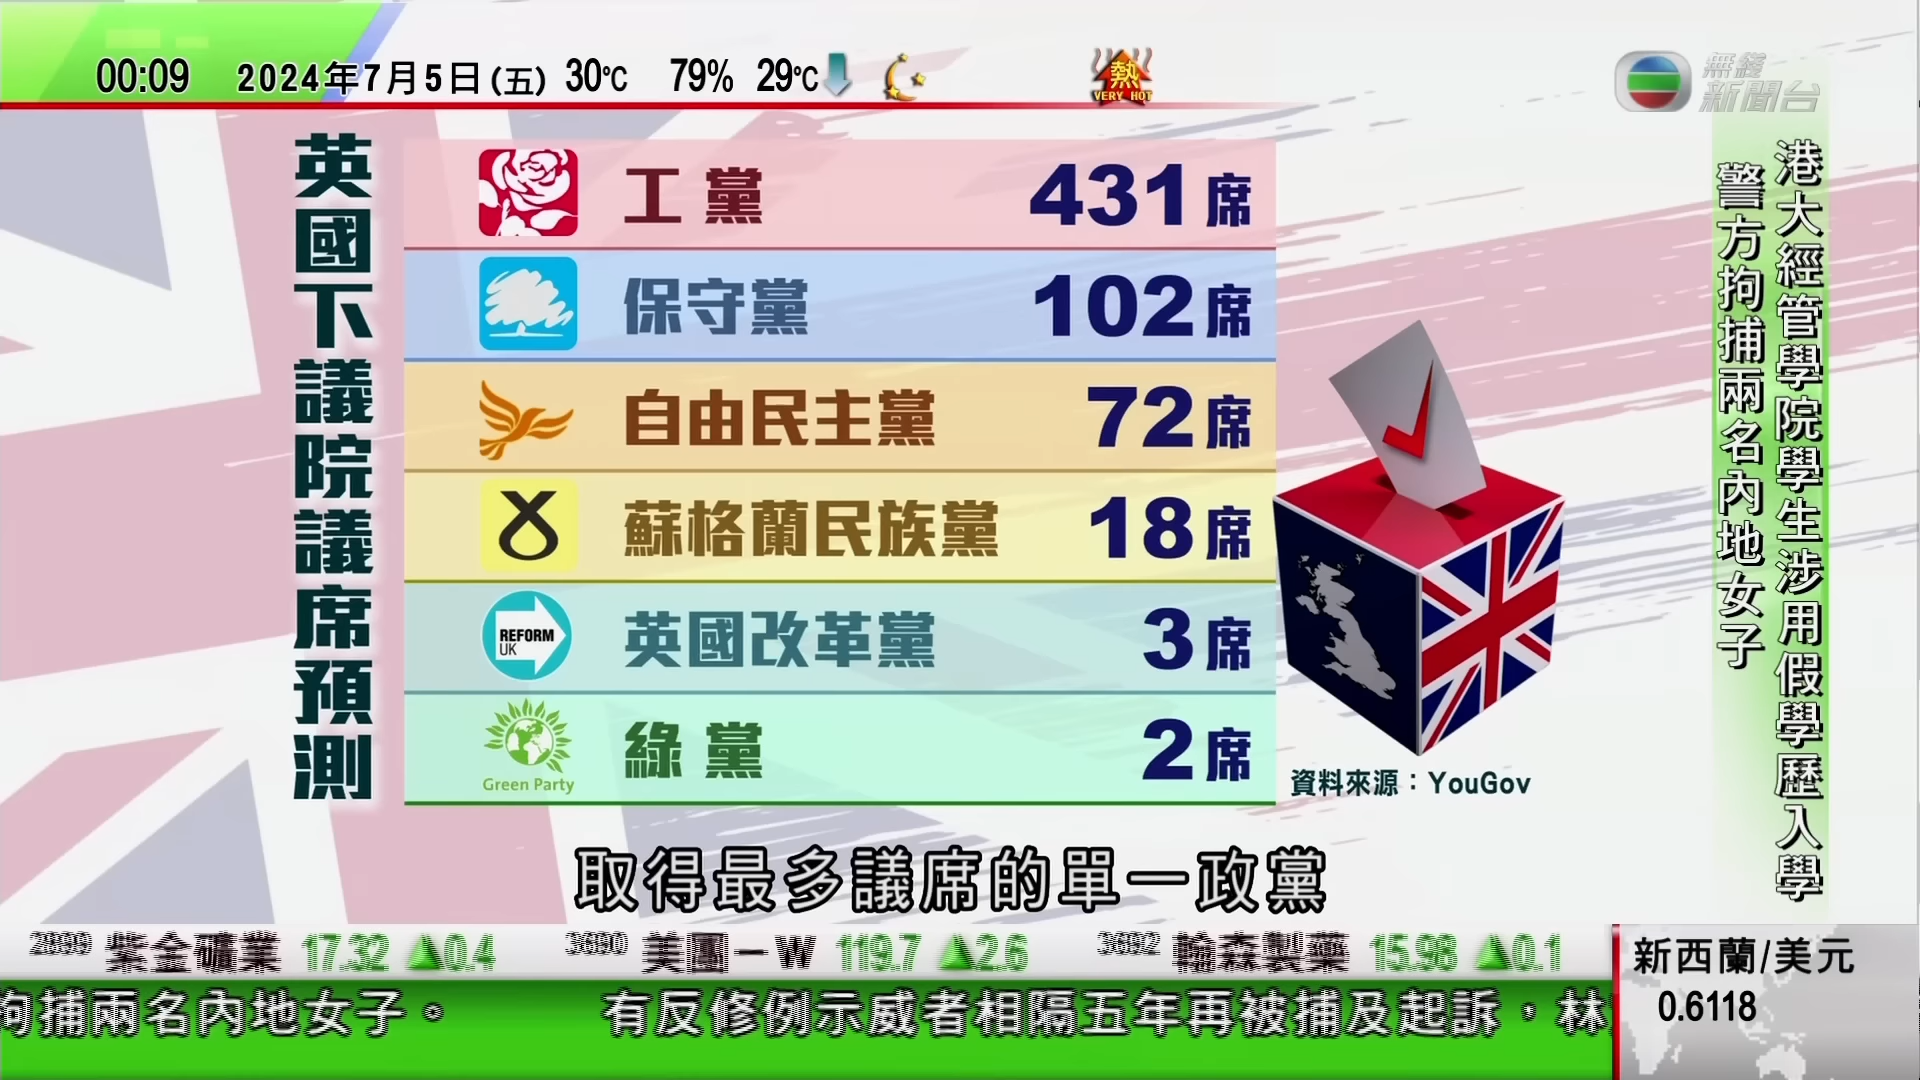 00:09 2024年7月5日(五) 30℃ 79% 29℃
熱
VERY HOT
無綫
新聞台
英國下議院議席預測
工黨 431席
保守黨 102席
自由民主黨 72席
蘇格蘭民族黨 18席
REFORM
UK
英國改革黨 3席
Green Party
綠黨 2席
資料來源：YouGov
港大經管學院學生涉用假學歷入學
警方拘捕兩名內地女子
取得最多議席的單一政黨
2899 紫金礦業 17.32 ▲0.4 3690 美團－W 119.7 ▲2.6 3692 翰森製藥 15.98 ▲0.1
拘捕兩名內地女子。 有反修例示威者相隔五年再被捕及起訴，林
新西蘭/美元
0.6118